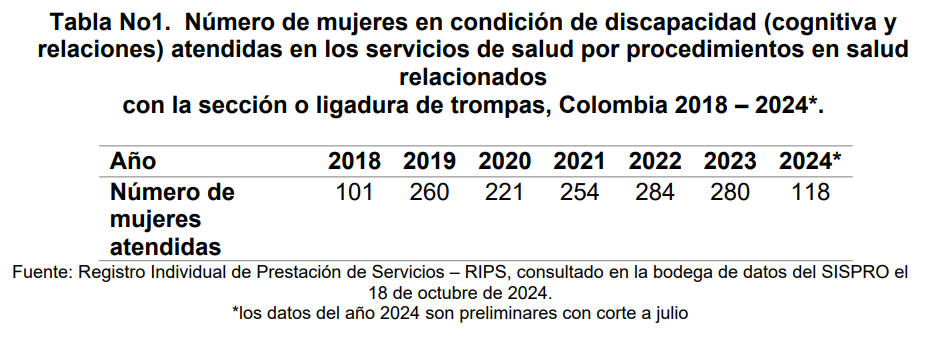 Tabla No1. Número de mujeres en condición de discapacidad (cognitiva y
relaciones) atendidas en los servicios de salud por procedimientos en salud
relacionados
con la sección o ligadura de trompas, Colombia 2018 – 2024*.
Año 2018 2019 2020 2021 2022 2023 2024*
Número de 101 260 221 254 284 280 118
mujeres
atendidas
Fuente: Registro Individual de Prestación de Servicios – RIPS, consultado en la bodega de datos del SISPRO el
18 de octubre de 2024.
*los datos del año 2024 son preliminares con corte a julio